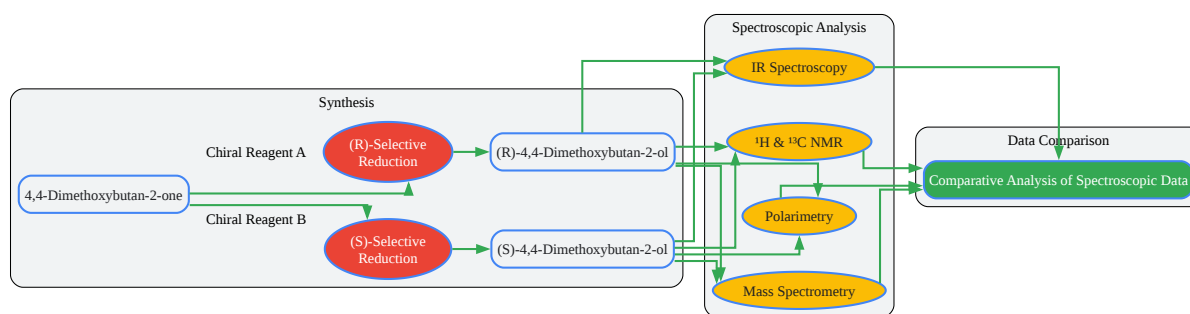 Synthesis
Chiral Reagent A
Chiral Reagent B
4,4-Dimethoxybutan-2-one
(R)-Selective
Reduction
(S)-Selective
Reduction
(R)-4,4-Dimethoxybutan-2-ol
(S)-4,4-Dimethoxybutan-2-ol
Spectroscopic Analysis
IR Spectroscopy
¹H & ¹³C NMR
Polarimetry
Mass Spectrometry
Data Comparison
Comparative Analysis of Spectroscopic Data